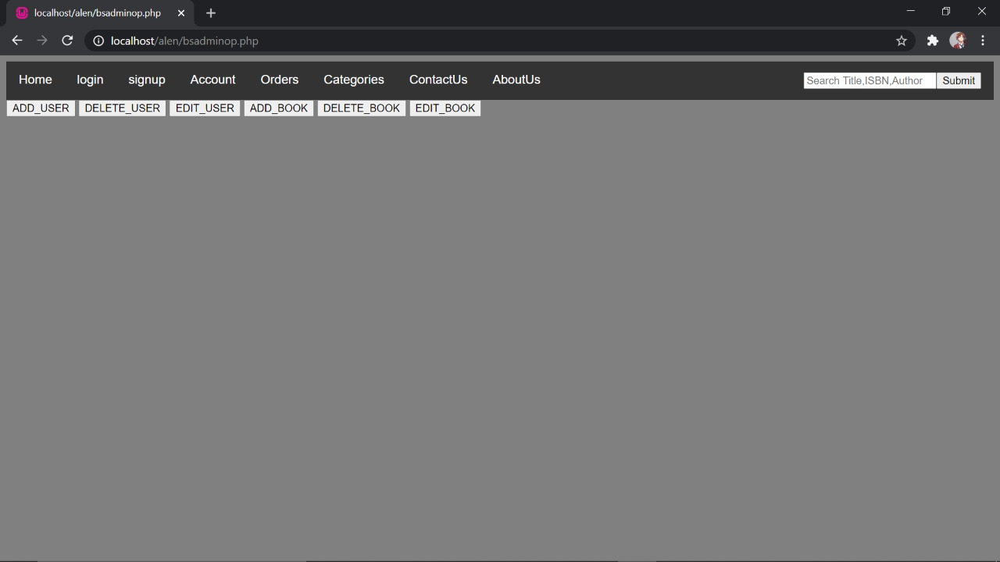 localhost/alen/bsadminop.php
localhost/alen/bsadminop.php
Home login signup Account Orders Categories ContactUs AboutUs Search Title,ISBN,Author Submit
ADD_USER DELETE_USER EDIT_USER ADD_BOOK DELETE_BOOK EDIT_BOOK